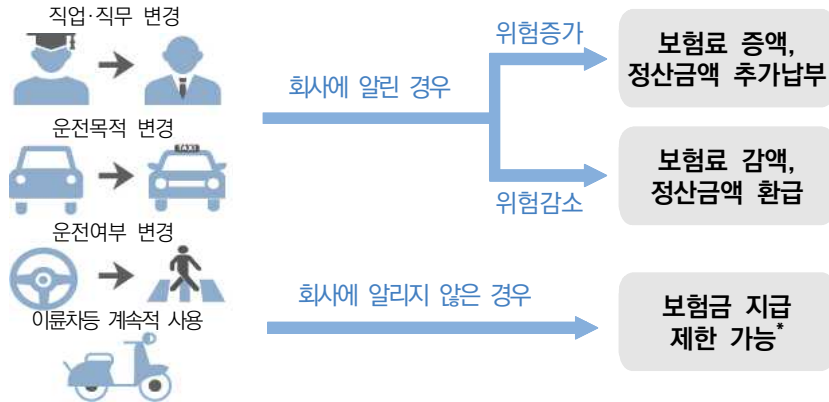 직업·직무 변경
운전목적 변경
TAXI
운전여부 변경
이륜차등 계속적 사용
회사에 알린 경우
위험증가
보험료 증액,
정산금액 추가납부
위험감소
보험료 감액,
정산금액 환급
회사에 알리지 않은 경우
보험금 지급
제한 가능*